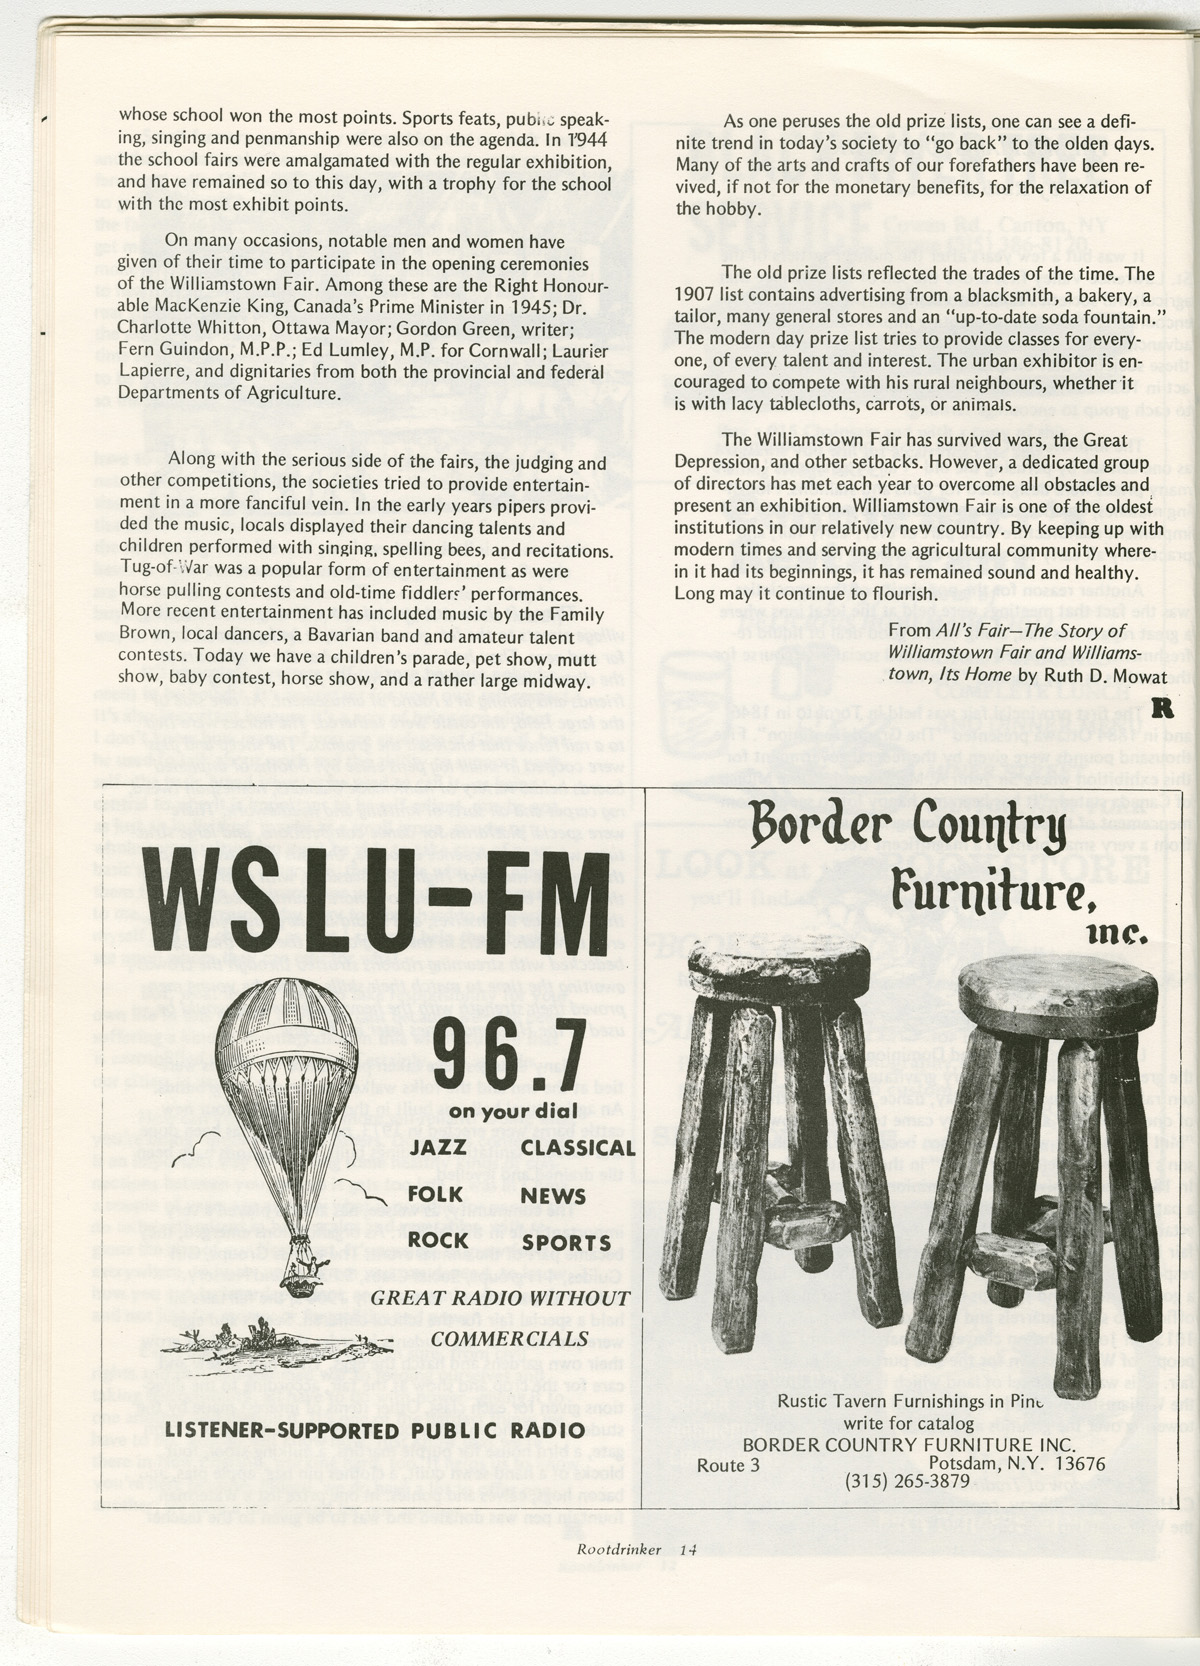 whose school won the most points. Sports feats, public speak-
ing, singing and penmanship were also on the agenda. In 1944
the school fairs were amalgamated with the regular exhibition,
and have remained so to this day, with a trophy for the school
with the most exhibit points.
On many occasions, notable men and women have
given of their time to participate in the opening ceremonies
of the Williamstown Fair. Among these are the Right Honour-
able MacKenzie King, Canada's Prime Minister in 1945; Dr.
Charlotte Whitton, Ottawa Mayor; Gordon Green, writer;
Fern Guindon, M.P.P.; Ed Lumley, M.P. for Cornwall; Laurier
Lapierre, and dignitaries from both the provincial and federal
Departments of Agriculture.
Along with the serious side of the fairs, the judging and
other competitions, the societies tried to provide entertain-
ment in a more fanciful vein. In the early years pipers provi-
ded the music, locals displayed their dancing talents and
children performed with singing, spelling bees, and recitations.
Tug-of-War was a popular form of entertainment as were
horse pulling contests and old-time fiddlers' performances.
More recent entertainment has included music by the Family
Brown, local dancers, a Bavarian band and amateur talent
contests. Today we have a children's parade, pet show, mutt
show, baby contest, horse show, and a rather large midway.
As one peruses the old prize lists, one can see a defi-
nite trend in today's society to "go back" to the olden days.
Many of the arts and crafts of our forefathers have been re-
vived, if not for the monetary benefits, for the relaxation of
the hobby.
The old prize lists reflected the trades of the time. The
1907 list contains advertising from a blacksmith, a bakery, a
tailor, many general stores and an "up-to-date soda fountain."
The modern day prize list tries to provide classes for every-
one, of every talent and interest. The urban exhibitor is en-
couraged to compete with his rural neighbours, whether it
is with lacy tablecloths, carrots, or animals.
The Williamstown Fair has survived wars, the Great
Depression, and other setbacks. However, a dedicated group
of directors has met each year to overcome all obstacles and
present an exhibition. Williamstown Fair is one of the oldest
institutions in our relatively new country. By keeping up with
modern times and serving the agricultural community where-
in it had its beginnings, it has remained sound and healthy.
Long may it continue to flourish.
From All's Fair—The Story of
Williamstown Fair and Williams-
town, Its Home by Ruth D. Mowat
R
WSLU-FM
96.7
on your dial
JAZZ CLASSICAL
FOLK NEWS
ROCK SPORTS
GREAT RADIO WITHOUT
COMMERCIALS
LISTENER-SUPPORTED PUBLIC RADIO
Border Country
Furniture,
inc.
Rustic Tavern Furnishings in Pine
write for catalog
BORDER COUNTRY FURNITURE INC.
Route 3 Potsdam, N.Y. 13676
(315) 265-3879
Rootdrinker 14